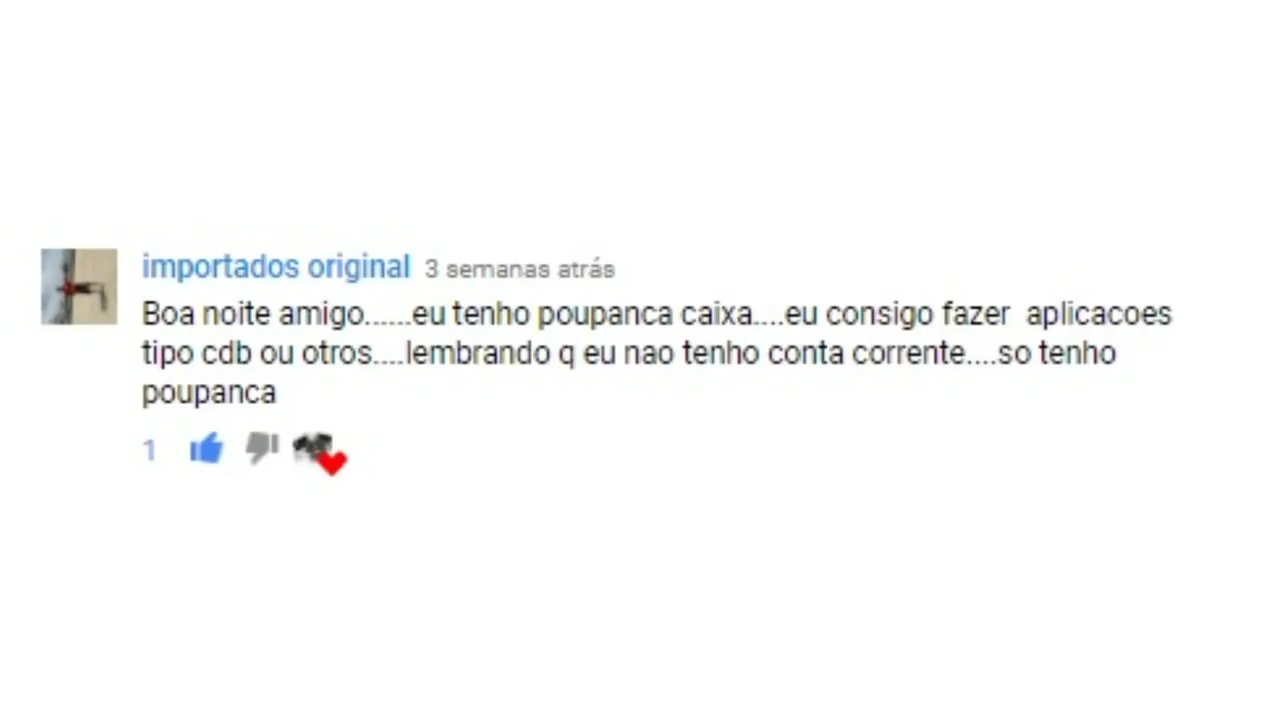 importados original 3 semanas atrás
Boa noite amigo......eu tenho poupanca caixa....eu consigo fazer aplicacoes
tipo cdb ou otros....lembrando q eu nao tenho conta corrente....so tenho
poupanca
1